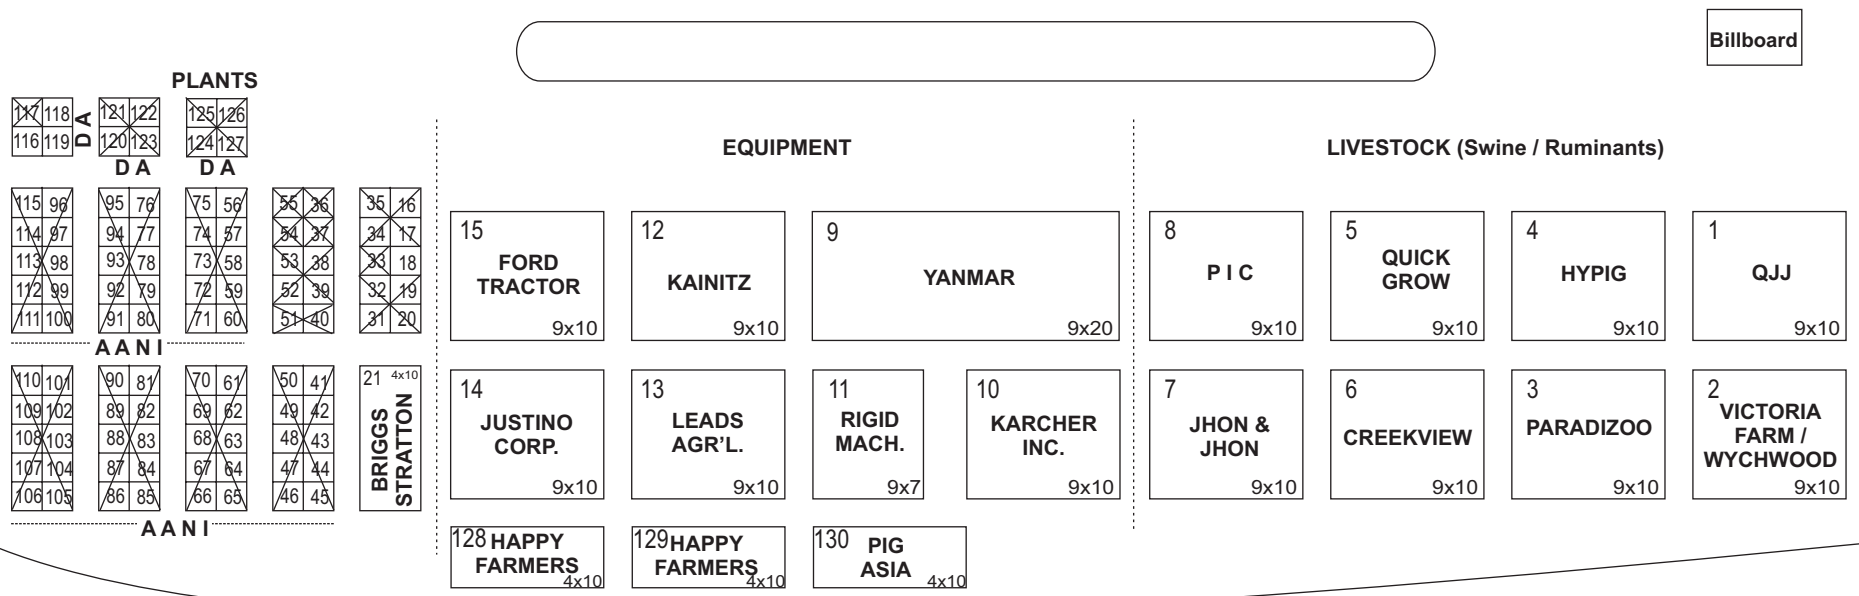 Billboard
PLANTS
117 118
116 119
D A
121 122
120 123
D A
125 126
124 127
D A
115 96
114 97
113 98
112 99
111 100
95 76
94 77
93 78
92 79
91 80
75 56
74 57
73 58
72 59
71 60
55 36
54 37
53 38
52 39
51 40
35 16
34 17
33 18
32 19
31 20
A A N I
110 101
109 102
108 103
107 104
106 105
90 81
89 82
88 83
87 84
86 85
70 61
69 62
68 63
67 64
66 65
50 41
49 42
48 43
47 44
46 45
21 4x10
BRIGGS
STRATTON
A A N I
EQUIPMENT
15
FORD
TRACTOR
9x10
12
KAINITZ
9x10
9
YANMAR
9x20
14
JUSTINO
CORP.
9x10
13
LEADS
AGR’L.
9x10
11
RIGID
MACH.
9x7
10
KARCHER
INC.
9x10
128 HAPPY
FARMERS
4x10
129 HAPPY
FARMERS
4x10
130 PIG
ASIA
4x10
LIVESTOCK (Swine / Ruminants)
8
P I C
9x10
5
QUICK
GROW
9x10
4
HYPIG
9x10
1
QJJ
9x10
7
JHON &
JHON
9x10
6
CREEKVIEW
9x10
3
PARADIZOO
9x10
2
VICTORIA
FARM /
WYCHWOOD
9x10